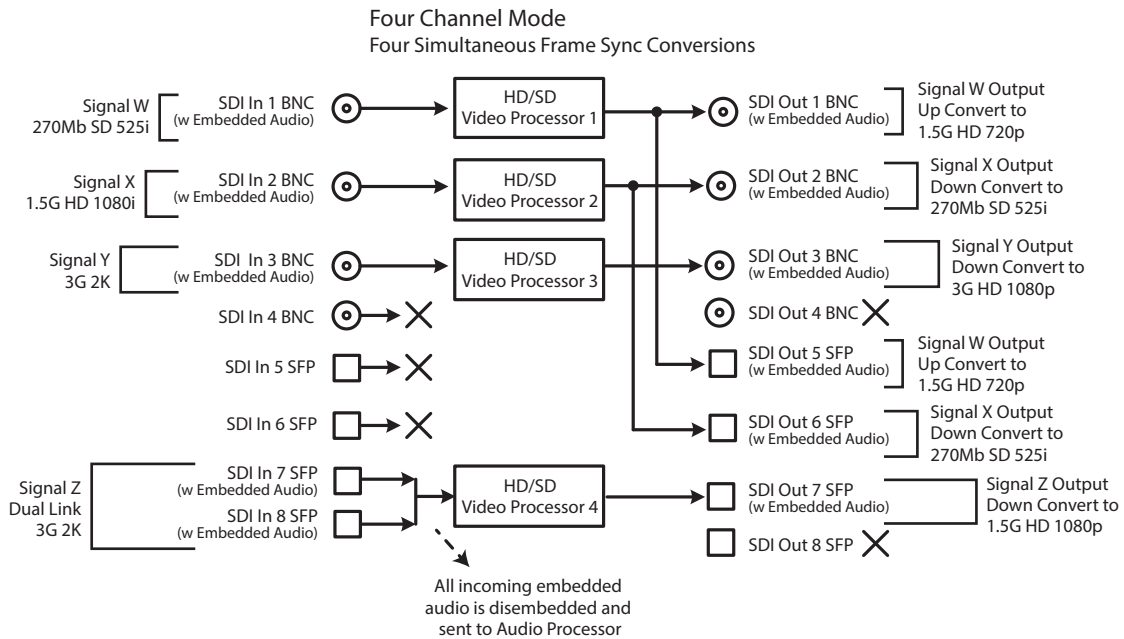 Four Channel Mode
Four Simultaneous Frame Sync Conversions
Signal W
270Mb SD 525i
SDI In 1 BNC
(w Embedded Audio)
HD/SD
Video Processor 1
SDI Out 1 BNC
(w Embedded Audio)
Signal W Output
Up Convert to
1.5G HD 720p
Signal X
1.5G HD 1080i
SDI In 2 BNC
(w Embedded Audio)
HD/SD
Video Processor 2
SDI Out 2 BNC
(w Embedded Audio)
Signal X Output
Down Convert to
270Mb SD 525i
Signal Y
3G 2K
SDI In 3 BNC
(w Embedded Audio)
HD/SD
Video Processor 3
SDI Out 3 BNC
(w Embedded Audio)
Signal Y Output
Down Convert to
3G HD 1080p
SDI In 4 BNC
SDI Out 4 BNC
SDI In 5 SFP
SDI Out 5 SFP
(w Embedded Audio)
Signal W Output
Up Convert to
1.5G HD 720p
SDI In 6 SFP
SDI Out 6 SFP
(w Embedded Audio)
Signal X Output
Down Convert to
270Mb SD 525i
Signal Z
Dual Link
3G 2K
SDI In 7 SFP
(w Embedded Audio)
SDI In 8 SFP
(w Embedded Audio)
HD/SD
Video Processor 4
SDI Out 7 SFP
(w Embedded Audio)
Signal Z Output
Down Convert to
1.5G HD 1080p
SDI Out 8 SFP
All incoming embedded
audio is disembedded and
sent to Audio Processor